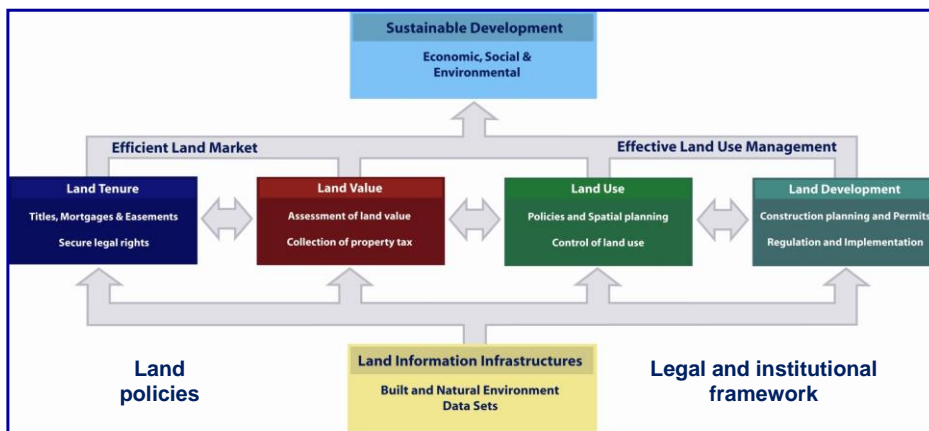 Sustainable Development
Economic, Social &
Environmental
Efficient Land Market
Effective Land Use Management
Land Tenure
Titles, Mortgages & Easements
Secure legal rights
Land Value
Assessment of land value
Collection of property tax
Land Use
Policies and Spatial planning
Control of land use
Land Development
Construction planning and Permits
Regulation and Implementation
Land
policies
Land Information Infrastructures
Built and Natural Environment
Data Sets
Legal and institutional
framework